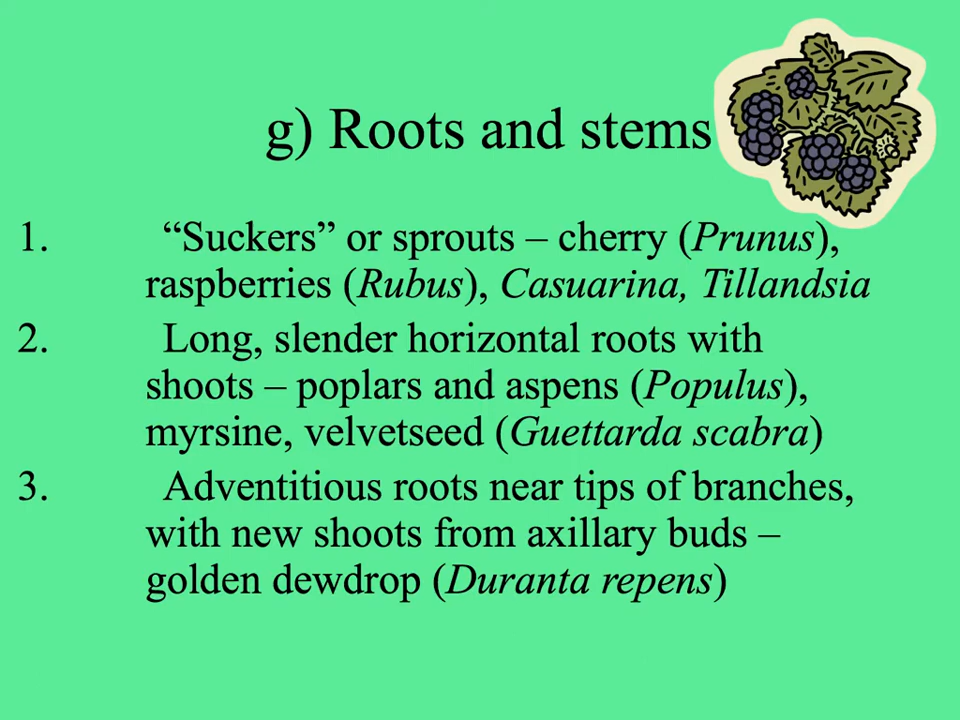 g) Roots and stems
1. “Suckers” or sprouts – cherry (Prunus),
raspberries (Rubus), Casuarina, Tillandsia
2. Long, slender horizontal roots with
shoots – poplars and aspens (Populus),
myrsine, velvetseed (Guettarda scabra)
3. Adventitious roots near tips of branches,
with new shoots from axillary buds –
golden dewdrop (Duranta repens)